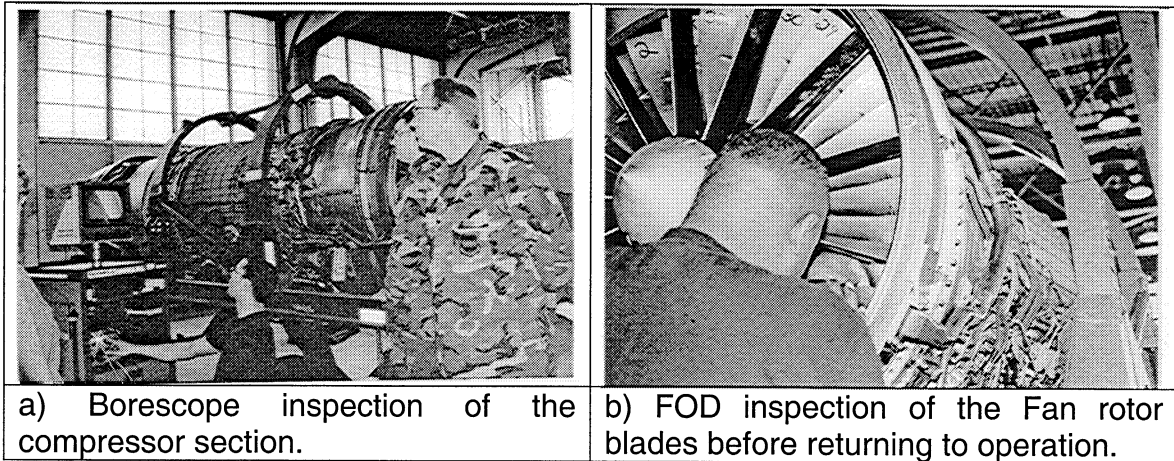 a) Borescope inspection of the
compressor section.
b) FOD inspection of the Fan rotor
blades before returning to operation.